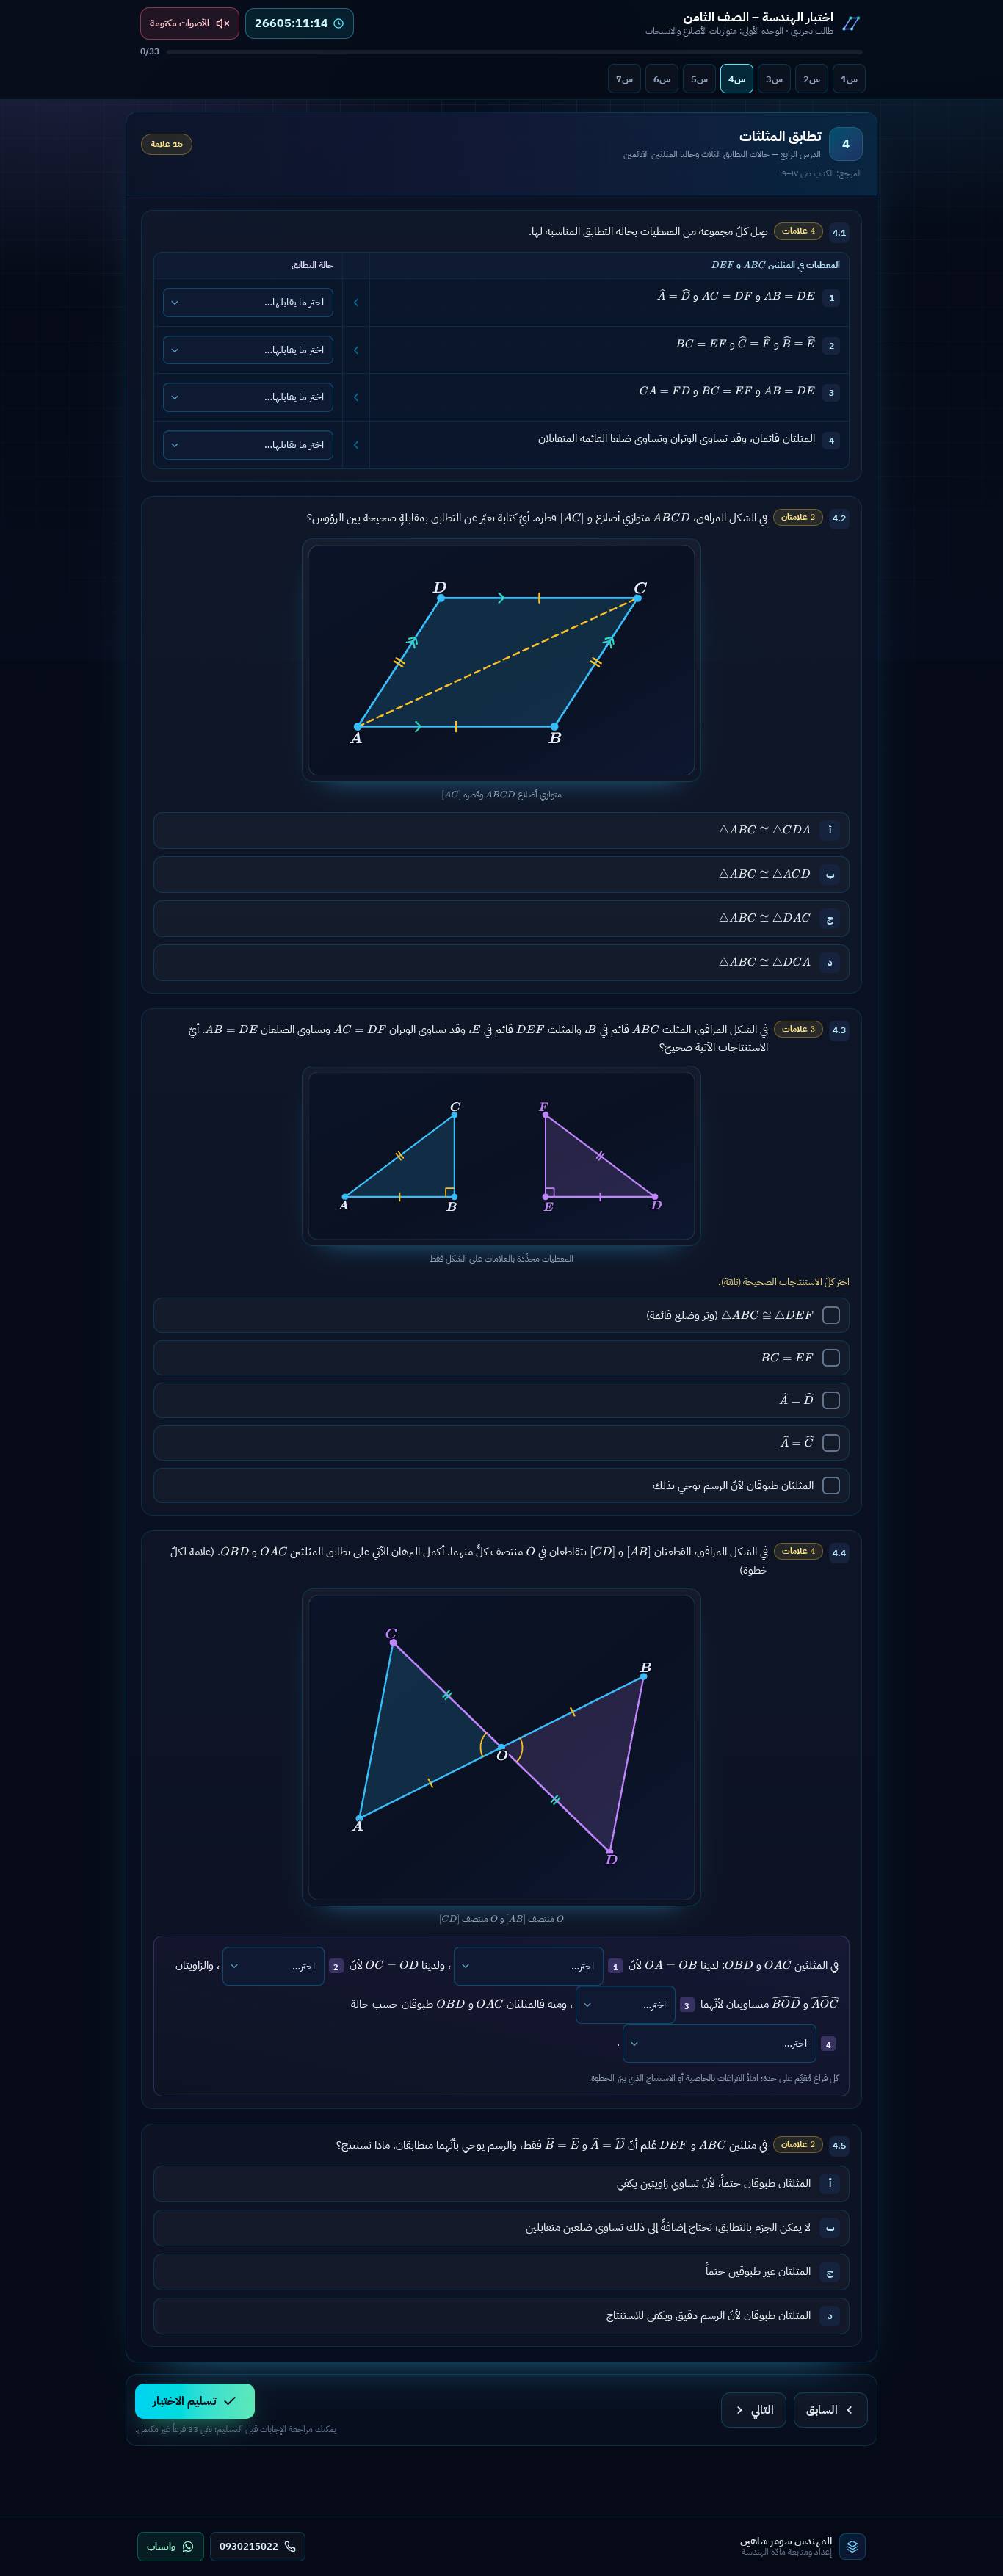 اختبار الهندسة – الصف الثامن
طالب تجريبي · الوحدة الأولى: متوازيات الأضلاع والانسحاب
26605:11:14
الأصوات مكتومة
0/33
س1
س2
س3
س4
س5
س6
س7
4
تطابق المثلثات
الدرس الرابع — حالات التطابق الثلاث وحالتا المثلثين القائمين
المرجع: الكتاب ص ١٧–١٩
15 علامة
4.1 4 علامات صِل كلّ مجموعة من المعطيات بحالة التطابق المناسبة لها.
المعطيات في المثلثين ABC و DEF
حالة التطابق
1 AB = DE و AC = DF و Â = D̂
اختر ما يقابلها...
2 B̂ = Ê و Ĉ = F̂ و BC = EF
اختر ما يقابلها...
3 AB = DE و BC = EF و CA = FD
اختر ما يقابلها...
4 المثلثان قائمان، وقد تساوى الوتران وتساوى ضلعا القائمة المتقابلان
اختر ما يقابلها...
4.2 2 علامتان في الشكل المرافق، ABCD متوازي أضلاع و [AC] قطره. أيّ كتابة تعبّر عن التطابق بمقابلةٍ صحيحة بين الرؤوس؟
D
C
A
B
متوازي أضلاع ABCD وقطره [AC]
أ △ABC ≅ △CDA
ب △ABC ≅ △ACD
ج △ABC ≅ △DAC
د △ABC ≅ △DCA
4.3 3 علامات في الشكل المرافق، المثلث ABC قائم في B، والمثلث DEF قائم في E، وقد تساوى الوتران AC = DF وتساوى الضلعان AB = DE. أيّ
الاستنتاجات الآتية صحيح؟
C
F
A
B
E
D
المعطيات محدَّدة بالعلامات على الشكل فقط
اختر كلّ الاستنتاجات الصحيحة (ثلاثة).
△ABC ≅ △DEF (وتر وضلع قائمة)
BC = EF
Â = D̂
Â = Ĉ
المثلثان طبوقان لأنّ الرسم يوحي بذلك
4.4 4 علامات في الشكل المرافق، القطعتان [AB] و [CD] تتقاطعان في O منتصف كلٍّ منهما. أكمل البرهان الآتي على تطابق المثلثين OAC و OBD. (علامة لكلّ
خطوة)
C
B
O
A
D
O منتصف [AB] و O منتصف [CD]
في المثلثين OAC و OBD: لدينا OA = OB لأنّ 1 اختر... ، ولدينا OC = OD لأنّ 2 اختر... ، والزاويتان
AOC و BOD متساويتان لأنّهما 3 اختر... ، ومنه فالمثلثان OAC و OBD طبوقان حسب حالة
4 اختر... .
كل فراغ مُقيَّم على حدة؛ املأ الفراغات بالخاصية أو الاستنتاج الذي يبرّر الخطوة.
4.5 2 علامتان في مثلثين ABC و DEF عُلم أنّ Â = D̂ و B̂ = Ê فقط، والرسم يوحي بأنّهما متطابقان. ماذا نستنتج؟
أ المثلثان طبوقان حتماً، لأنّ تساوي زاويتين يكفي
ب لا يمكن الجزم بالتطابق؛ نحتاج إضافةً إلى ذلك تساوي ضلعين متقابلين
ج المثلثان غير طبوقين حتماً
د المثلثان طبوقان لأنّ الرسم دقيق ويكفي للاستنتاج
السابق
التالي
تسليم الاختبار
يمكنك مراجعة الإجابات قبل التسليم؛ بقي 33 فرعاً غير مكتمل.
المهندس سومر شاهين
إعداد ومتابعة مادّة الهندسة
0930215022
واتساب